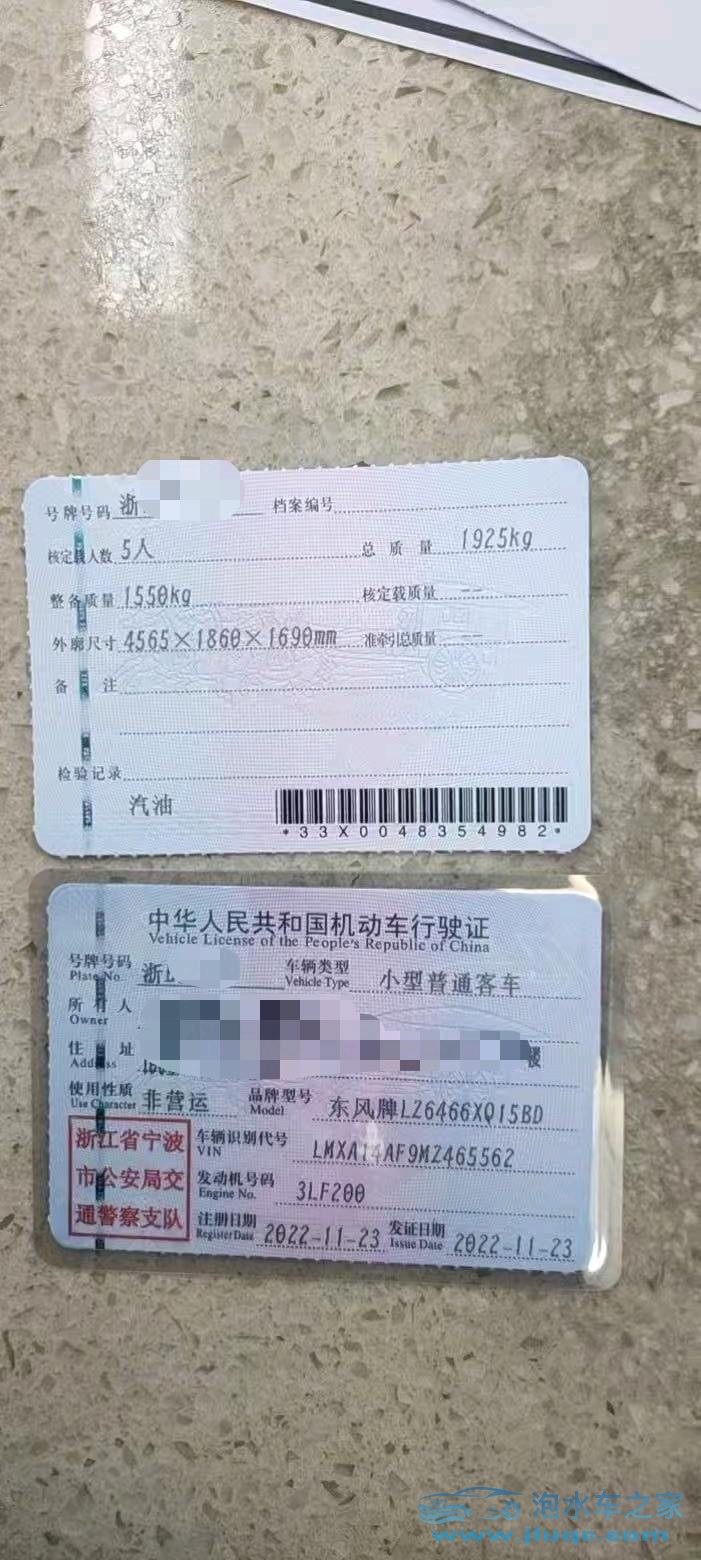 号牌号码 浙 档案编号
核定载人数 5人 总质量 1925kg
整备质量 1550kg 核定载质量 --
外廓尺寸 4565×1860×1690mm 准牵引总质量 --
备注
检验记录
汽油
*33X0048354982*
中华人民共和国机动车行驶证
Vehicle License of the People's Republic of China
号牌号码 浙 车辆类型 小型普通客车
Plate No. Vehicle Type
所有人
Owner
住址
Address
使用性质 非营运 品牌型号 东风牌LZ6466XQ15BD
Use Character Model
浙江省宁波
市公安局交
通警察支队
车辆识别代号 LMXA14AF9MZ465562
VIN
发动机号码 3LF200
Engine No.
注册日期 2022-11-23 发证日期 2022-11-23
Register Date Issue Date
泡水车之家